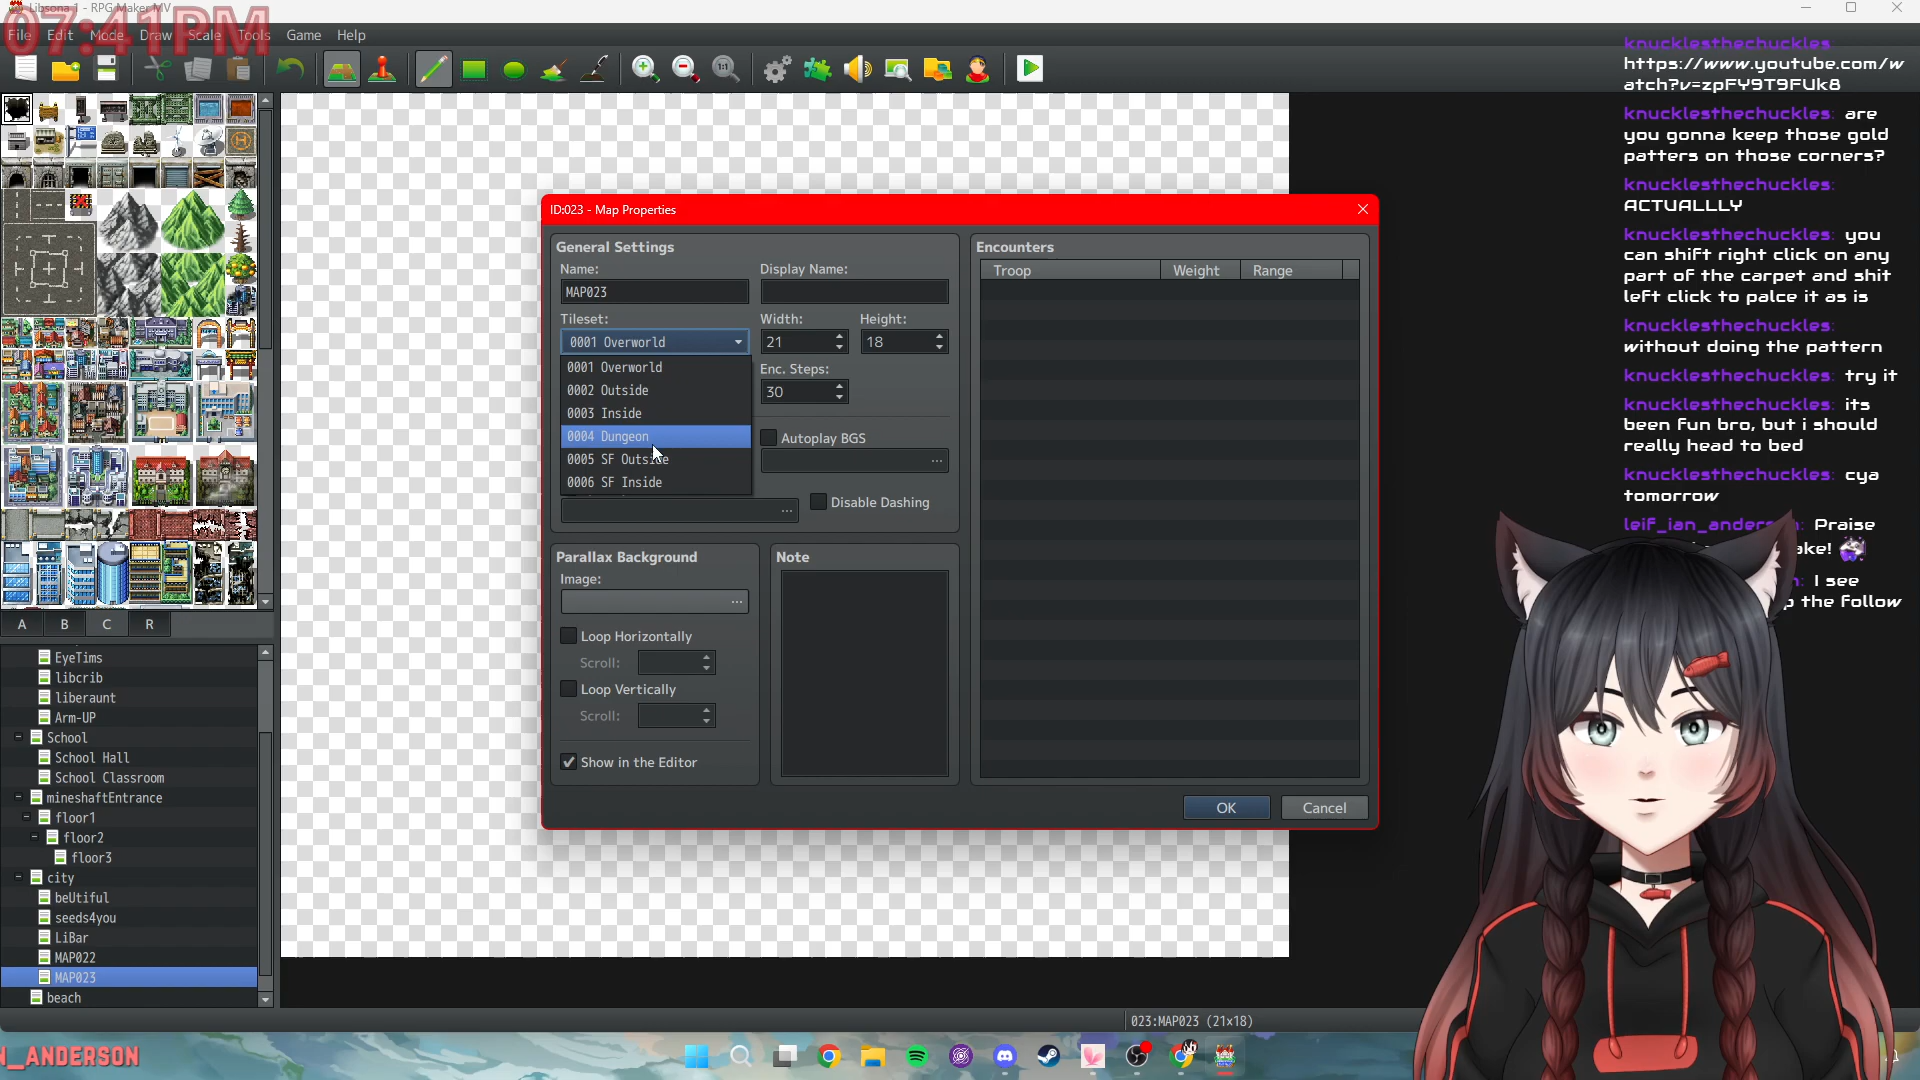 Libsona 1 - RPG Maker MV
07:41PM
File Edit Mode Draw Scale Tools Game Help
ID:023 - Map Properties
General Settings
Name:
Display Name:
MAP023
Tileset:
Width:
Height:
0001 Overworld
21
18
0001 Overworld
0002 Outside
0003 Inside
0004 Dungeon
0005 SF Outside
0006 SF Inside
Enc. Steps:
30
Autoplay BGS
...
...
Disable Dashing
Parallax Background
Image:
...
Loop Horizontally
Scroll:
Loop Vertically
Scroll:
Show in the Editor
Note
Encounters
Troop Weight Range
OK Cancel
A B C R
EyeTims
libcrib
liberaunt
Arm-UP
School
School Hall
School Classroom
mineshaftEntrance
floor1
floor2
floor3
city
beUtiful
seeds4you
LiBar
MAP022
MAP023
beach
023:MAP023 (21x18)
N_ANDERSON
knucklesthechuckles:
https://www.youtube.com/w
atch?v=zpFY9T9FUk8
knucklesthechuckles: are
you gonna keep those gold
patters on those corners?
knucklesthechuckles:
ACTUALLLY
knucklesthechuckles: you
can shift right click on any
part of the carpet and shit
left click to palce it as is
knucklesthechuckles:
without doing the pattern
knucklesthechuckles: try it
knucklesthechuckles: its
been fun bro, but i should
really head to bed
knucklesthechuckles: cya
tomorrow
leif_ian_anderson: Praise
ake!
: I see
p the Follow